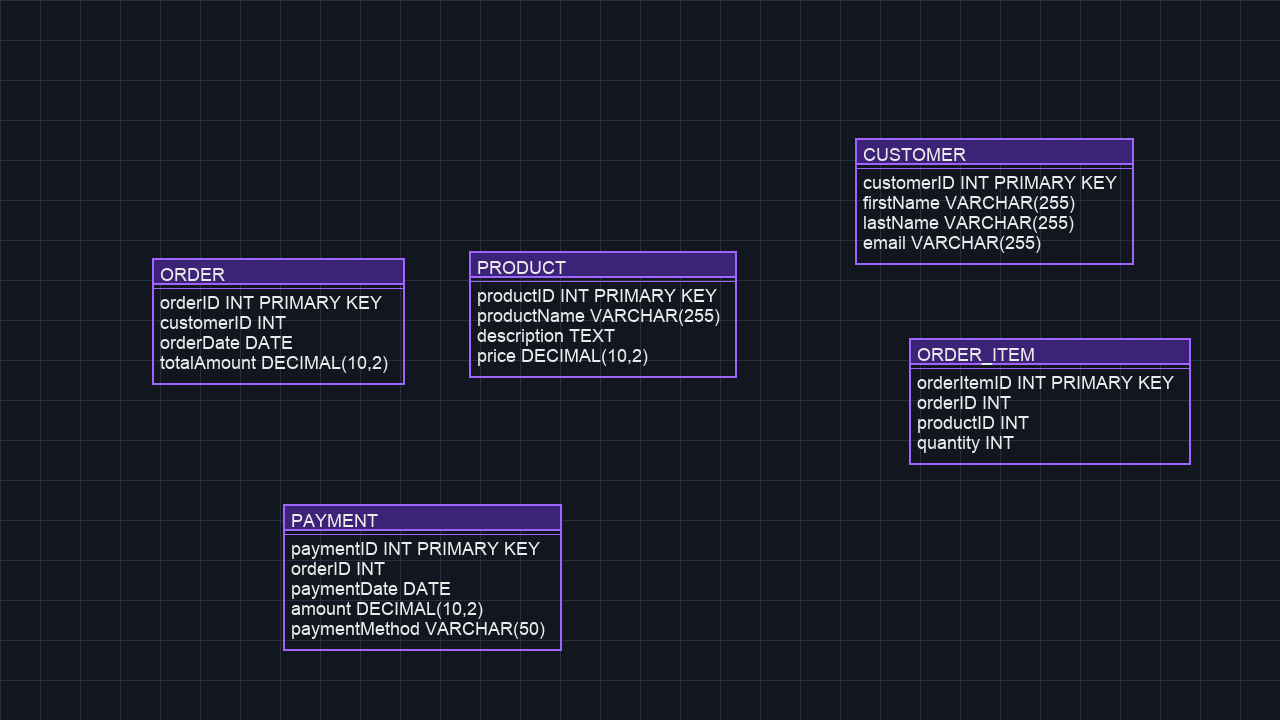 CUSTOMER
customerID INT PRIMARY KEY
firstName VARCHAR(255)
lastName VARCHAR(255)
email VARCHAR(255)
ORDER
orderID INT PRIMARY KEY
customerID INT
orderDate DATE
totalAmount DECIMAL(10,2)
PRODUCT
productID INT PRIMARY KEY
productName VARCHAR(255)
description TEXT
price DECIMAL(10,2)
ORDER_ITEM
orderItemID INT PRIMARY KEY
orderID INT
productID INT
quantity INT
PAYMENT
paymentID INT PRIMARY KEY
orderID INT
paymentDate DATE
amount DECIMAL(10,2)
paymentMethod VARCHAR(50)